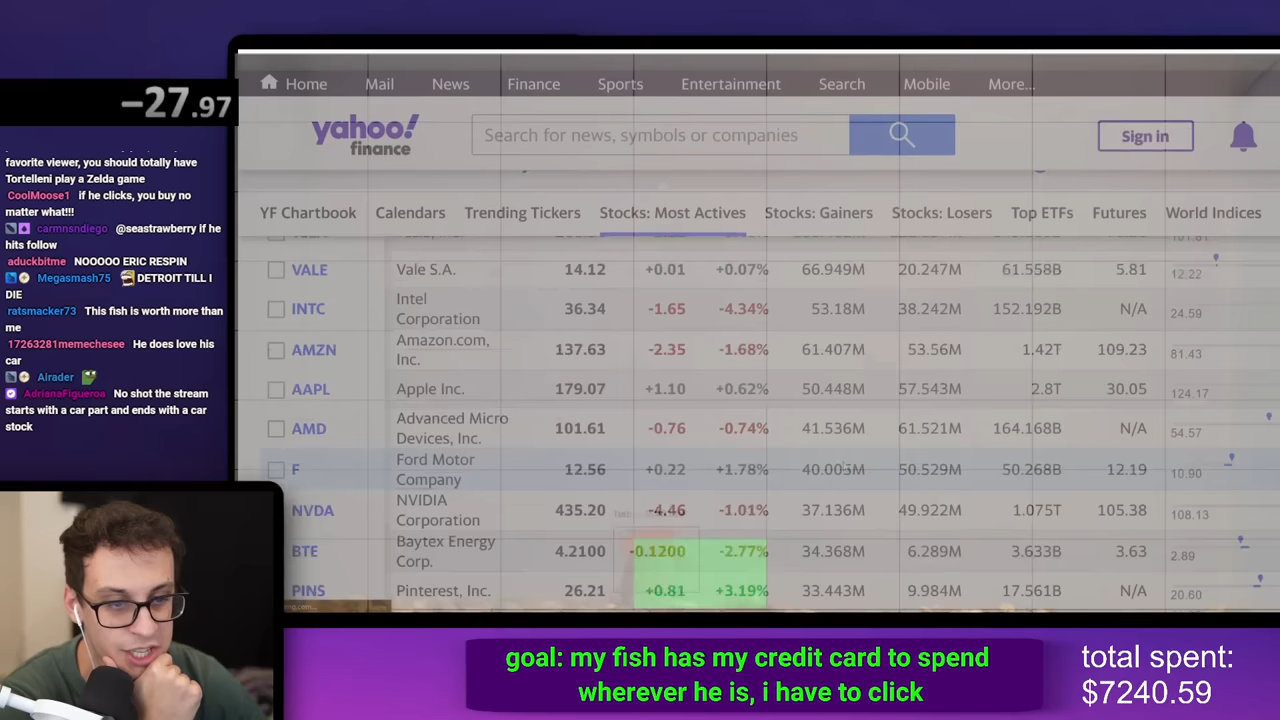 -27.97
favorite viewer, you should totally have
Tortelleni play a Zelda game
CoolMoose1 if he clicks, you buy no
matter what!!!
carmnsndiego @seastrawberry if he
hits follow
aduckbitme NOOOOO ERIC RESPIN
Megasmash75 DETROIT TILL I
DIE
ratsmacker73 This fish is worth more than
me
17263281memechesee He does love his
car
Alrader
AdrianaFigueroa No shot the stream
starts with a car part and ends with a car
stock
Home Mail News Finance Sports Entertainment Search Mobile More...
yahoo!
finance
Search for news, symbols or companies
Sign in
YF Chartbook Calendars Trending Tickers Stocks: Most Actives Stocks: Gainers Stocks: Losers Top ETFs Futures World Indices
VALE Vale S.A. 14.12 +0.01 +0.07% 66.949M 20.247M 61.558B 5.81 12.22
INTC Intel Corporation 36.34 -1.65 -4.34% 53.18M 38.242M 152.192B N/A 24.59
AMZN Amazon.com, Inc. 137.63 -2.35 -1.68% 61.407M 53.56M 1.42T 109.23 81.43
AAPL Apple Inc. 179.07 +1.10 +0.62% 50.448M 57.543M 2.8T 30.05 124.17
AMD Advanced Micro Devices, Inc. 101.61 -0.76 -0.74% 41.536M 61.521M 164.168B N/A 54.57
F Ford Motor Company 12.56 +0.22 +1.78% 40.005M 50.529M 50.268B 12.19 10.90
NVDA NVIDIA Corporation 435.20 -4.46 -1.01% 37.136M 49.922M 1.075T 105.38 108.13
BTE Baytex Energy Corp. 4.2100 -0.1200 -2.77% 34.368M 6.289M 3.633B 3.63 2.89
PINS Pinterest, Inc. 26.21 +0.81 +3.19% 33.443M 9.984M 17.561B N/A 20.60
goal: my fish has my credit card to spend
wherever he is, i have to click
total spent:
$7240.59